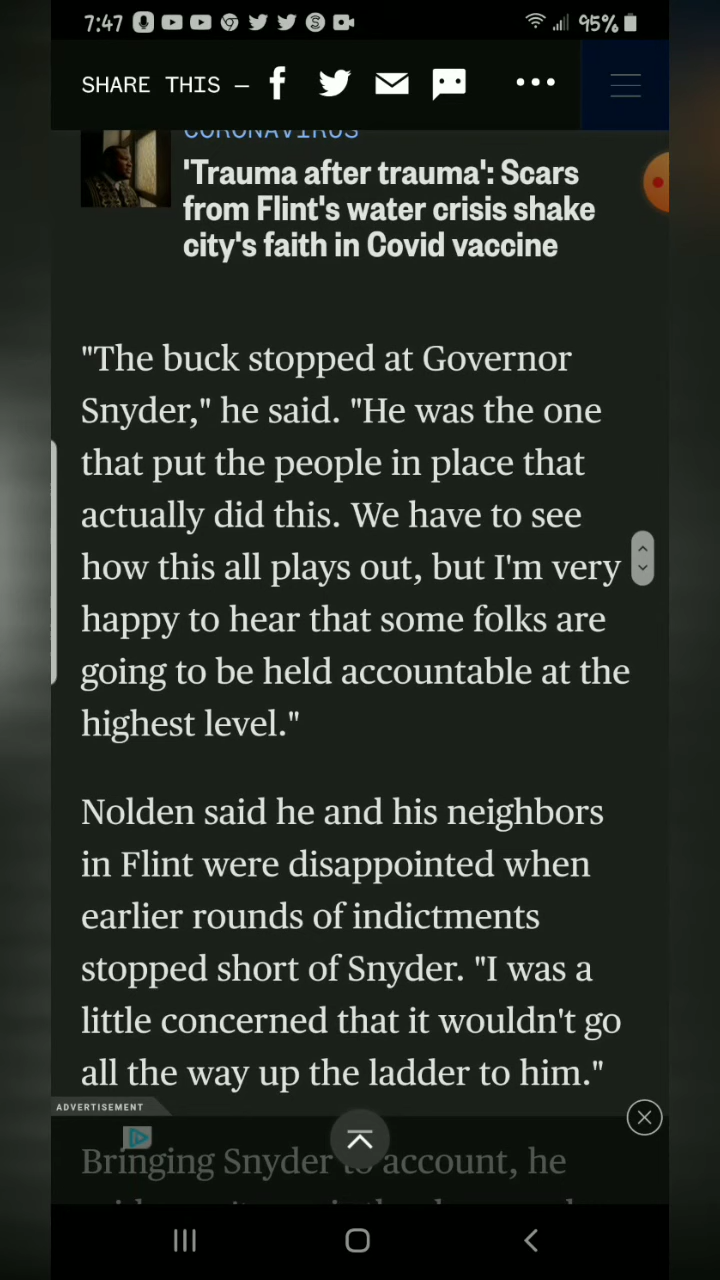 7:47 95%
SHARE THIS –
CORONAVIRUS
'Trauma after trauma': Scars
from Flint's water crisis shake
city's faith in Covid vaccine
"The buck stopped at Governor
Snyder," he said. "He was the one
that put the people in place that
actually did this. We have to see
how this all plays out, but I'm very
happy to hear that some folks are
going to be held accountable at the
highest level."
Nolden said he and his neighbors
in Flint were disappointed when
earlier rounds of indictments
stopped short of Snyder. "I was a
little concerned that it wouldn't go
all the way up the ladder to him."
ADVERTISEMENT
Bringing Snyder to account, he